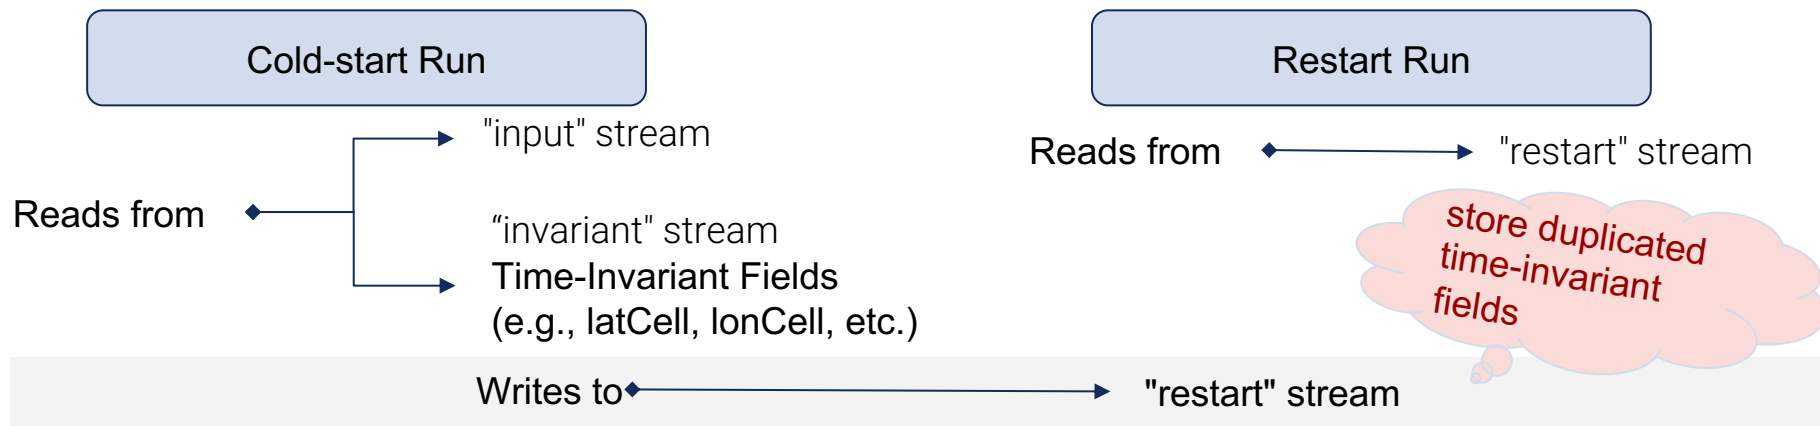 Cold-start Run
Restart Run
"input" stream
Reads from
“invariant" stream
Time-Invariant Fields
(e.g., latCell, lonCell, etc.)
Reads from
"restart" stream
store duplicated
time-invariant
fields
Writes to
"restart" stream